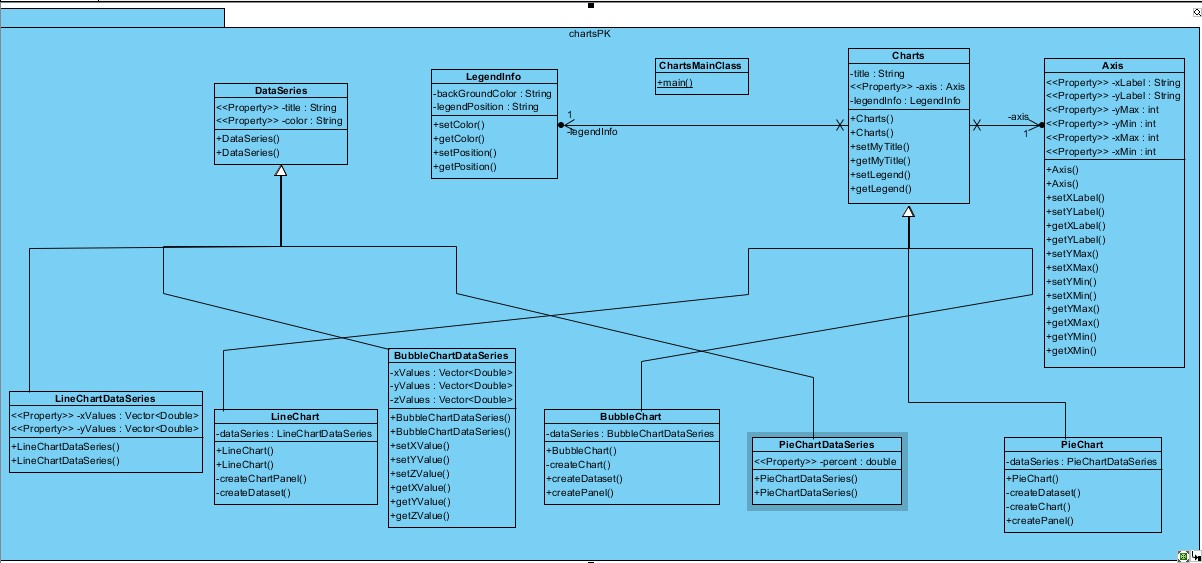 chartsPK
DataSeries
<<Property>> -title : String
<<Property>> -color : String
+DataSeries()
+DataSeries()
LegendInfo
-backGroundColor : String
-legendPosition : String
+setColor()
+getColor()
+setPosition()
+getPosition()
1
-legendInfo
ChartsMainClass
+main()
Charts
-title : String
<<Property>> -axis : Axis
-legendInfo : LegendInfo
+Charts()
+Charts()
+setMyTitle()
+getMyTitle()
+setLegend()
+getLegend()
-axis
1
Axis
<<Property>> -xLabel : String
<<Property>> -yLabel : String
<<Property>> -yMax : int
<<Property>> -yMin : int
<<Property>> -xMax : int
<<Property>> -xMin : int
+Axis()
+Axis()
+setXLabel()
+setYLabel()
+getXLabel()
+getYLabel()
+setYMax()
+setXMax()
+setYMin()
+setXMin()
+getYMax()
+getXMax()
+getYMin()
+getXMin()
LineChartDataSeries
<<Property>> -xValues : Vector<Double>
<<Property>> -yValues : Vector<Double>
+LineChartDataSeries()
+LineChartDataSeries()
LineChart
-dataSeries : LineChartDataSeries
+LineChart()
+LineChart()
-createChartPanel()
-createDataset()
BubbleChartDataSeries
-xValues : Vector<Double>
-yValues : Vector<Double>
-zValues : Vector<Double>
+BubbleChartDataSeries()
+BubbleChartDataSeries()
+setXValue()
+setYValue()
+setZValue()
+getXValue()
+getYValue()
+getZValue()
BubbleChart
-dataSeries : BubbleChartDataSeries
+BubbleChart()
-createChart()
+createDataset()
+createPanel()
PieChartDataSeries
<<Property>> -percent : double
+PieChartDataSeries()
+PieChartDataSeries()
PieChart
-dataSeries : PieChartDataSeries
+PieChart()
-createDataset()
-createChart()
+createPanel()